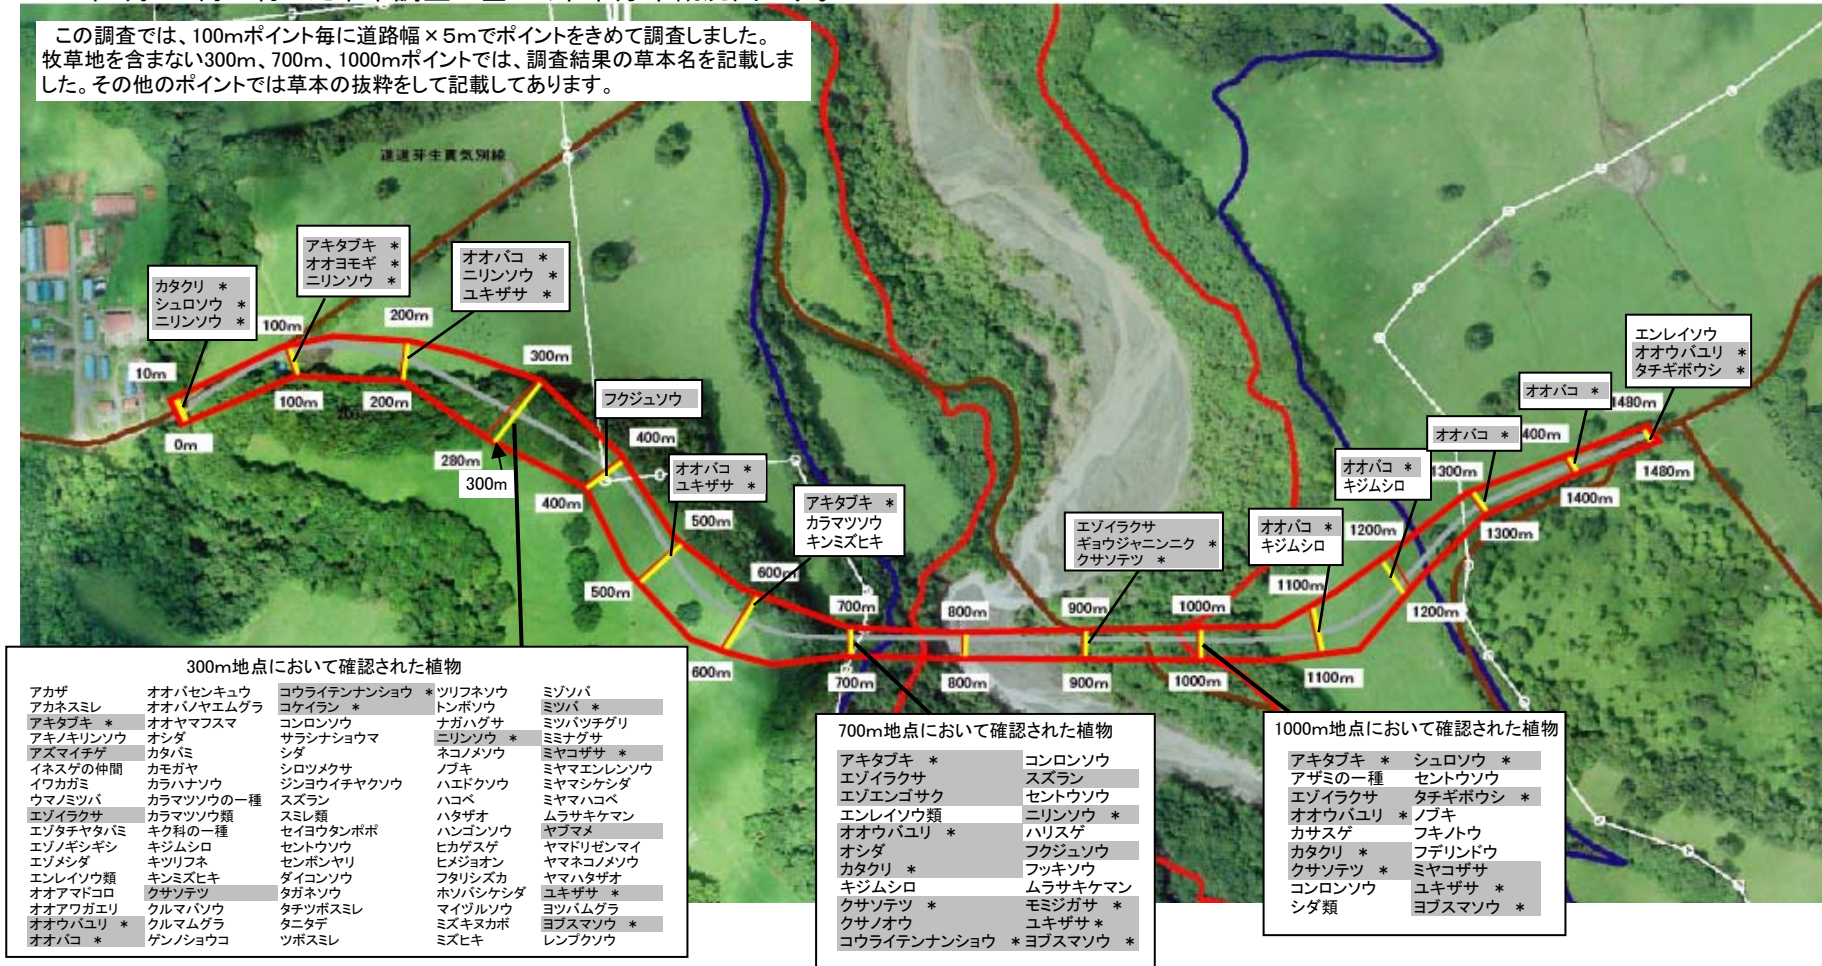 この調査では、100mポイント毎に道路幅×5mでポイントをきめて調査しました。
牧草地を含まない300m、700m、1000mポイントでは、調査結果の草本名を記載しま
した。その他のポイントでは草本の抜粋をして記載してあります。
道道芽生貫気別線
カタクリ *
シュロソウ *
ニリンソウ *
アキタブキ *
オオヨモギ *
ニリンソウ *
オオバコ *
ニリンソウ *
ユキザサ *
フクジュソウ
オオバコ *
ユキザサ *
アキタブキ *
カラマツソウ
キンミズヒキ
エゾイラクサ
ギョウジャニンニク *
クサソテツ *
オオバコ *
キジムシロ
オオバコ *
キジムシロ
オオバコ *
オオバコ *
エンレイソウ
オオウバユリ *
タチギボウシ *
10m
100m
200m
300m
400m
500m
600m
700m
800m
900m
1000m
1100m
1200m
1300m
400m
1480m
0m
100m
200m
280m
300m
400m
500m
600m
700m
800m
900m
1000m
1100m
1200m
1300m
1400m
1480m
300m地点において確認された植物
アカザ オオバセンキュウ コウライテンナンショウ * ツリフネソウ ミゾソバ
アカネスミレ オオバノヤエムグラ コケイラン * トンボソウ ミツバ *
アキタブキ * オオヤマフスマ コンロンソウ ナガハグサ ミツバツチグリ
アキノキリンソウ オシダ サラシナショウマ ニリンソウ * ミミナグサ
アズマイチゲ カタバミ シダ ネコノメソウ ミヤコザサ *
イネスゲの仲間 カモガヤ シロツメクサ ノブキ ミヤマエンレンソウ
イワカガミ カラハナソウ ジンヨウイチヤクソウ ハエドクソウ ミヤマシケシダ
ウマノミツバ カラマツソウの一種 スズラン ハコベ ミヤマハコベ
エゾイラクサ カラマツソウ類 スミレ類 ハタザオ ムラサキケマン
エゾタチヤタバミ キク科の一種 セイヨウタンポポ ハンゴンソウ ヤブマメ
エゾノギシギシ キジムシロ セントウソウ ヒカゲスゲ ヤマドリゼンマイ
エゾメシダ キツリフネ センボンヤリ ヒメジョオン ヤマネコノメソウ
エンレイソウ類 キンミズヒキ ダイコンソウ フタリシズカ ヤマハタザオ
オオアマドコロ クサソテツ タガネソウ ホソバシケシダ ユキザサ *
オオアワガエリ クルマバソウ タチツボスミレ マイヅルソウ ヨツバムグラ
オオウバユリ * クルマムグラ タニタデ ミズキヌカボ ヨブスマソウ *
オオバコ * ゲンノショウコ ツボスミレ ミズヒキ レンプクソウ
700m地点において確認された植物
アキタブキ * コンロンソウ
エゾイラクサ スズラン
エゾエンゴサク セントウソウ
エンレイソウ類 ニリンソウ *
オオウバユリ * ハリスゲ
オシダ フクジュソウ
カタクリ * フッキソウ
キジムシロ ムラサキケマン
クサソテツ * モミジガサ *
クサノオウ ユキザサ *
コウライテンナンショウ * ヨブスマソウ *
1000m地点において確認された植物
アキタブキ * シュロソウ *
アザミの一種 セントウソウ
エゾイラクサ タチギボウシ *
オオウバユリ * ノブキ
カサスゲ フキノトウ
カタクリ * フデリンドウ
クサソテツ * ミヤコザサ
コンロンソウ ユキザサ *
シダ類 ヨブスマソウ *